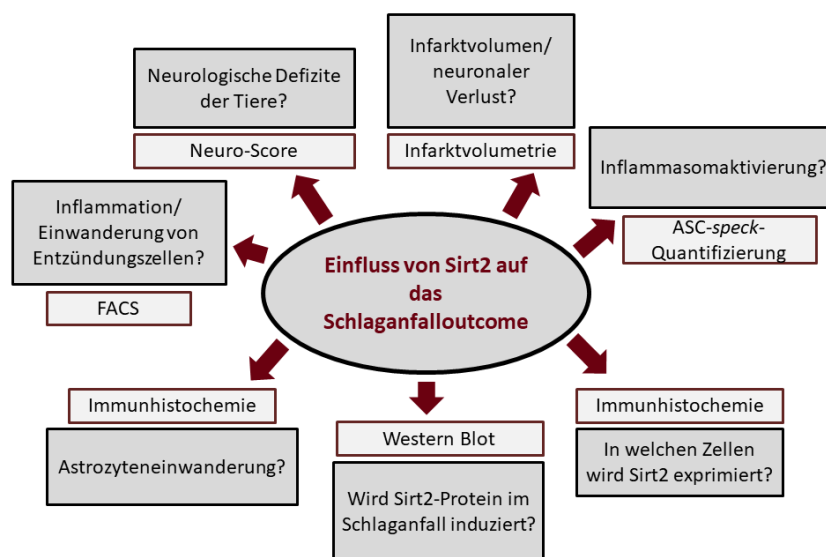 Neurologische Defizite
der Tiere?
Neuro-Score
Infarktvolumen/
neuronaler
Verlust?
Infarktvolumetrie
Inflammasomaktivierung?
ASC-speck-
Quantifizierung
Inflammation/
Einwanderung von
Entzündungszellen?
FACS
Einfluss von Sirt2 auf
das
Schlaganfalloutcome
Immunhistochemie
Astrozyteneinwanderung?
Western Blot
Wird Sirt2-Protein im
Schlaganfall induziert?
Immunhistochemie
In welchen Zellen
wird Sirt2 exprimiert?